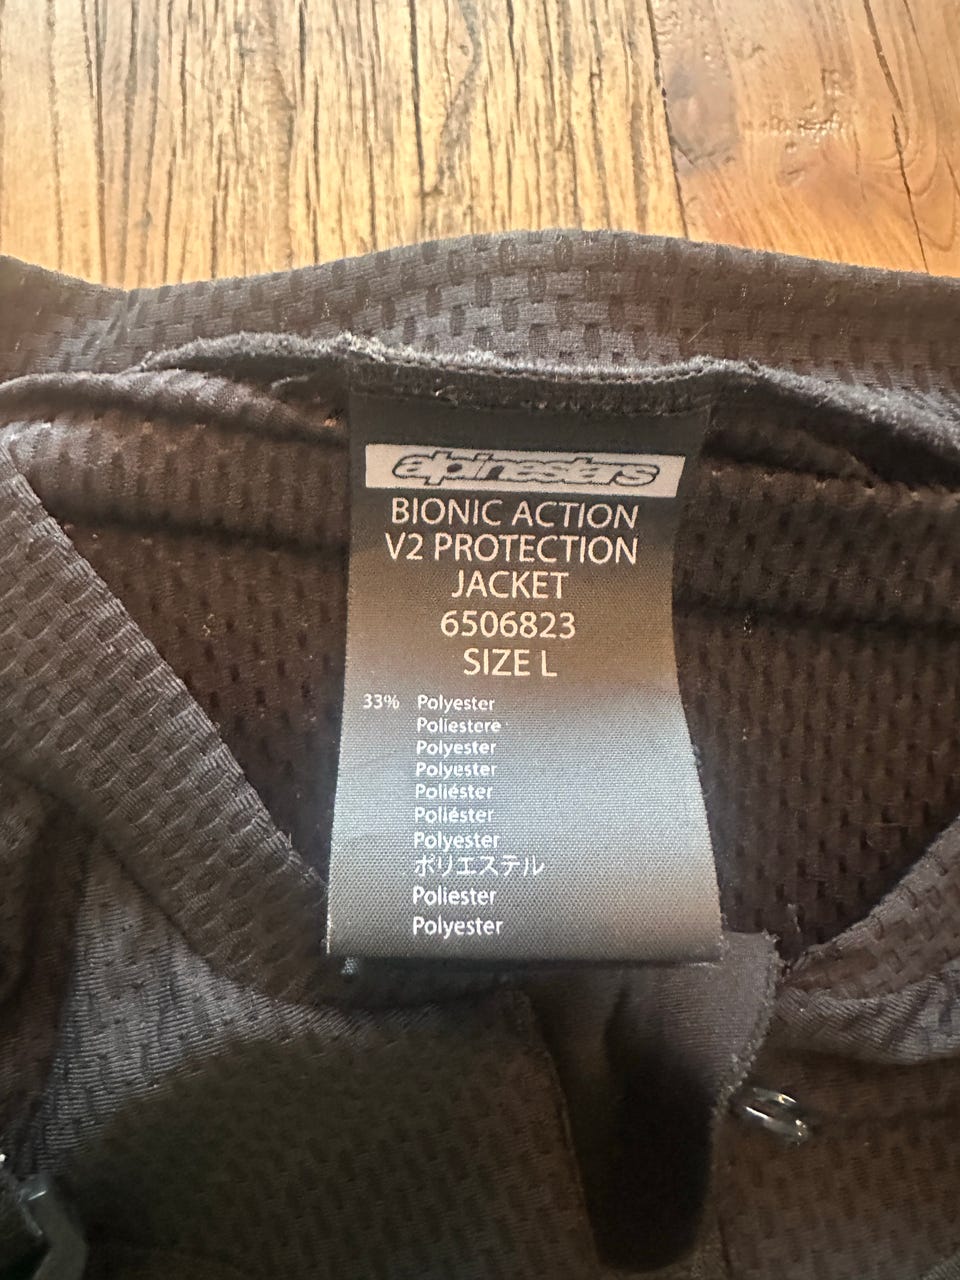 alpinestars
BIONIC ACTION
V2 PROTECTION
JACKET
6506823
SIZE L
33% Polyester
Poliestere
Polyester
Polyester
Poliéster
Poliéster
Polyester
ポリエステル
Poliester
Polyester